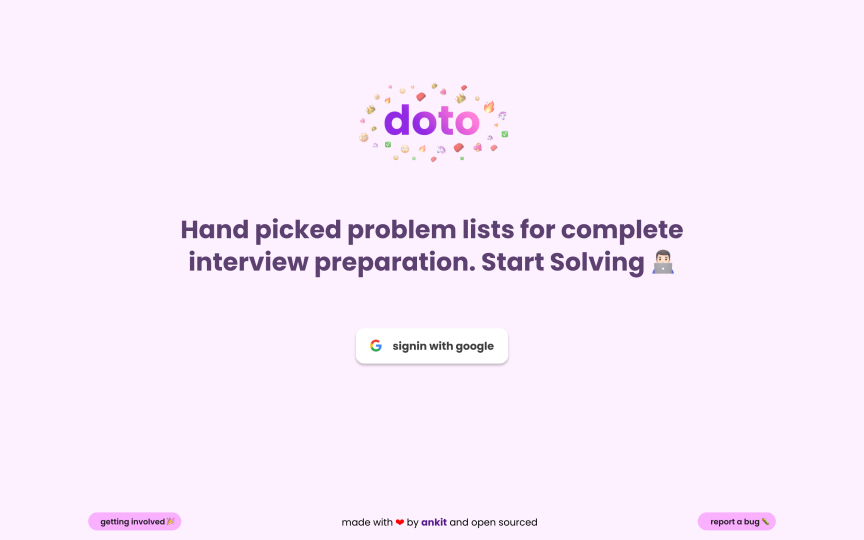 doto
Hand picked problem lists for complete
interview preparation. Start Solving 👨🏻‍💻
signin with google
getting involved 🎉
made with ❤️ by ankit and open sourced
report a bug 🐛